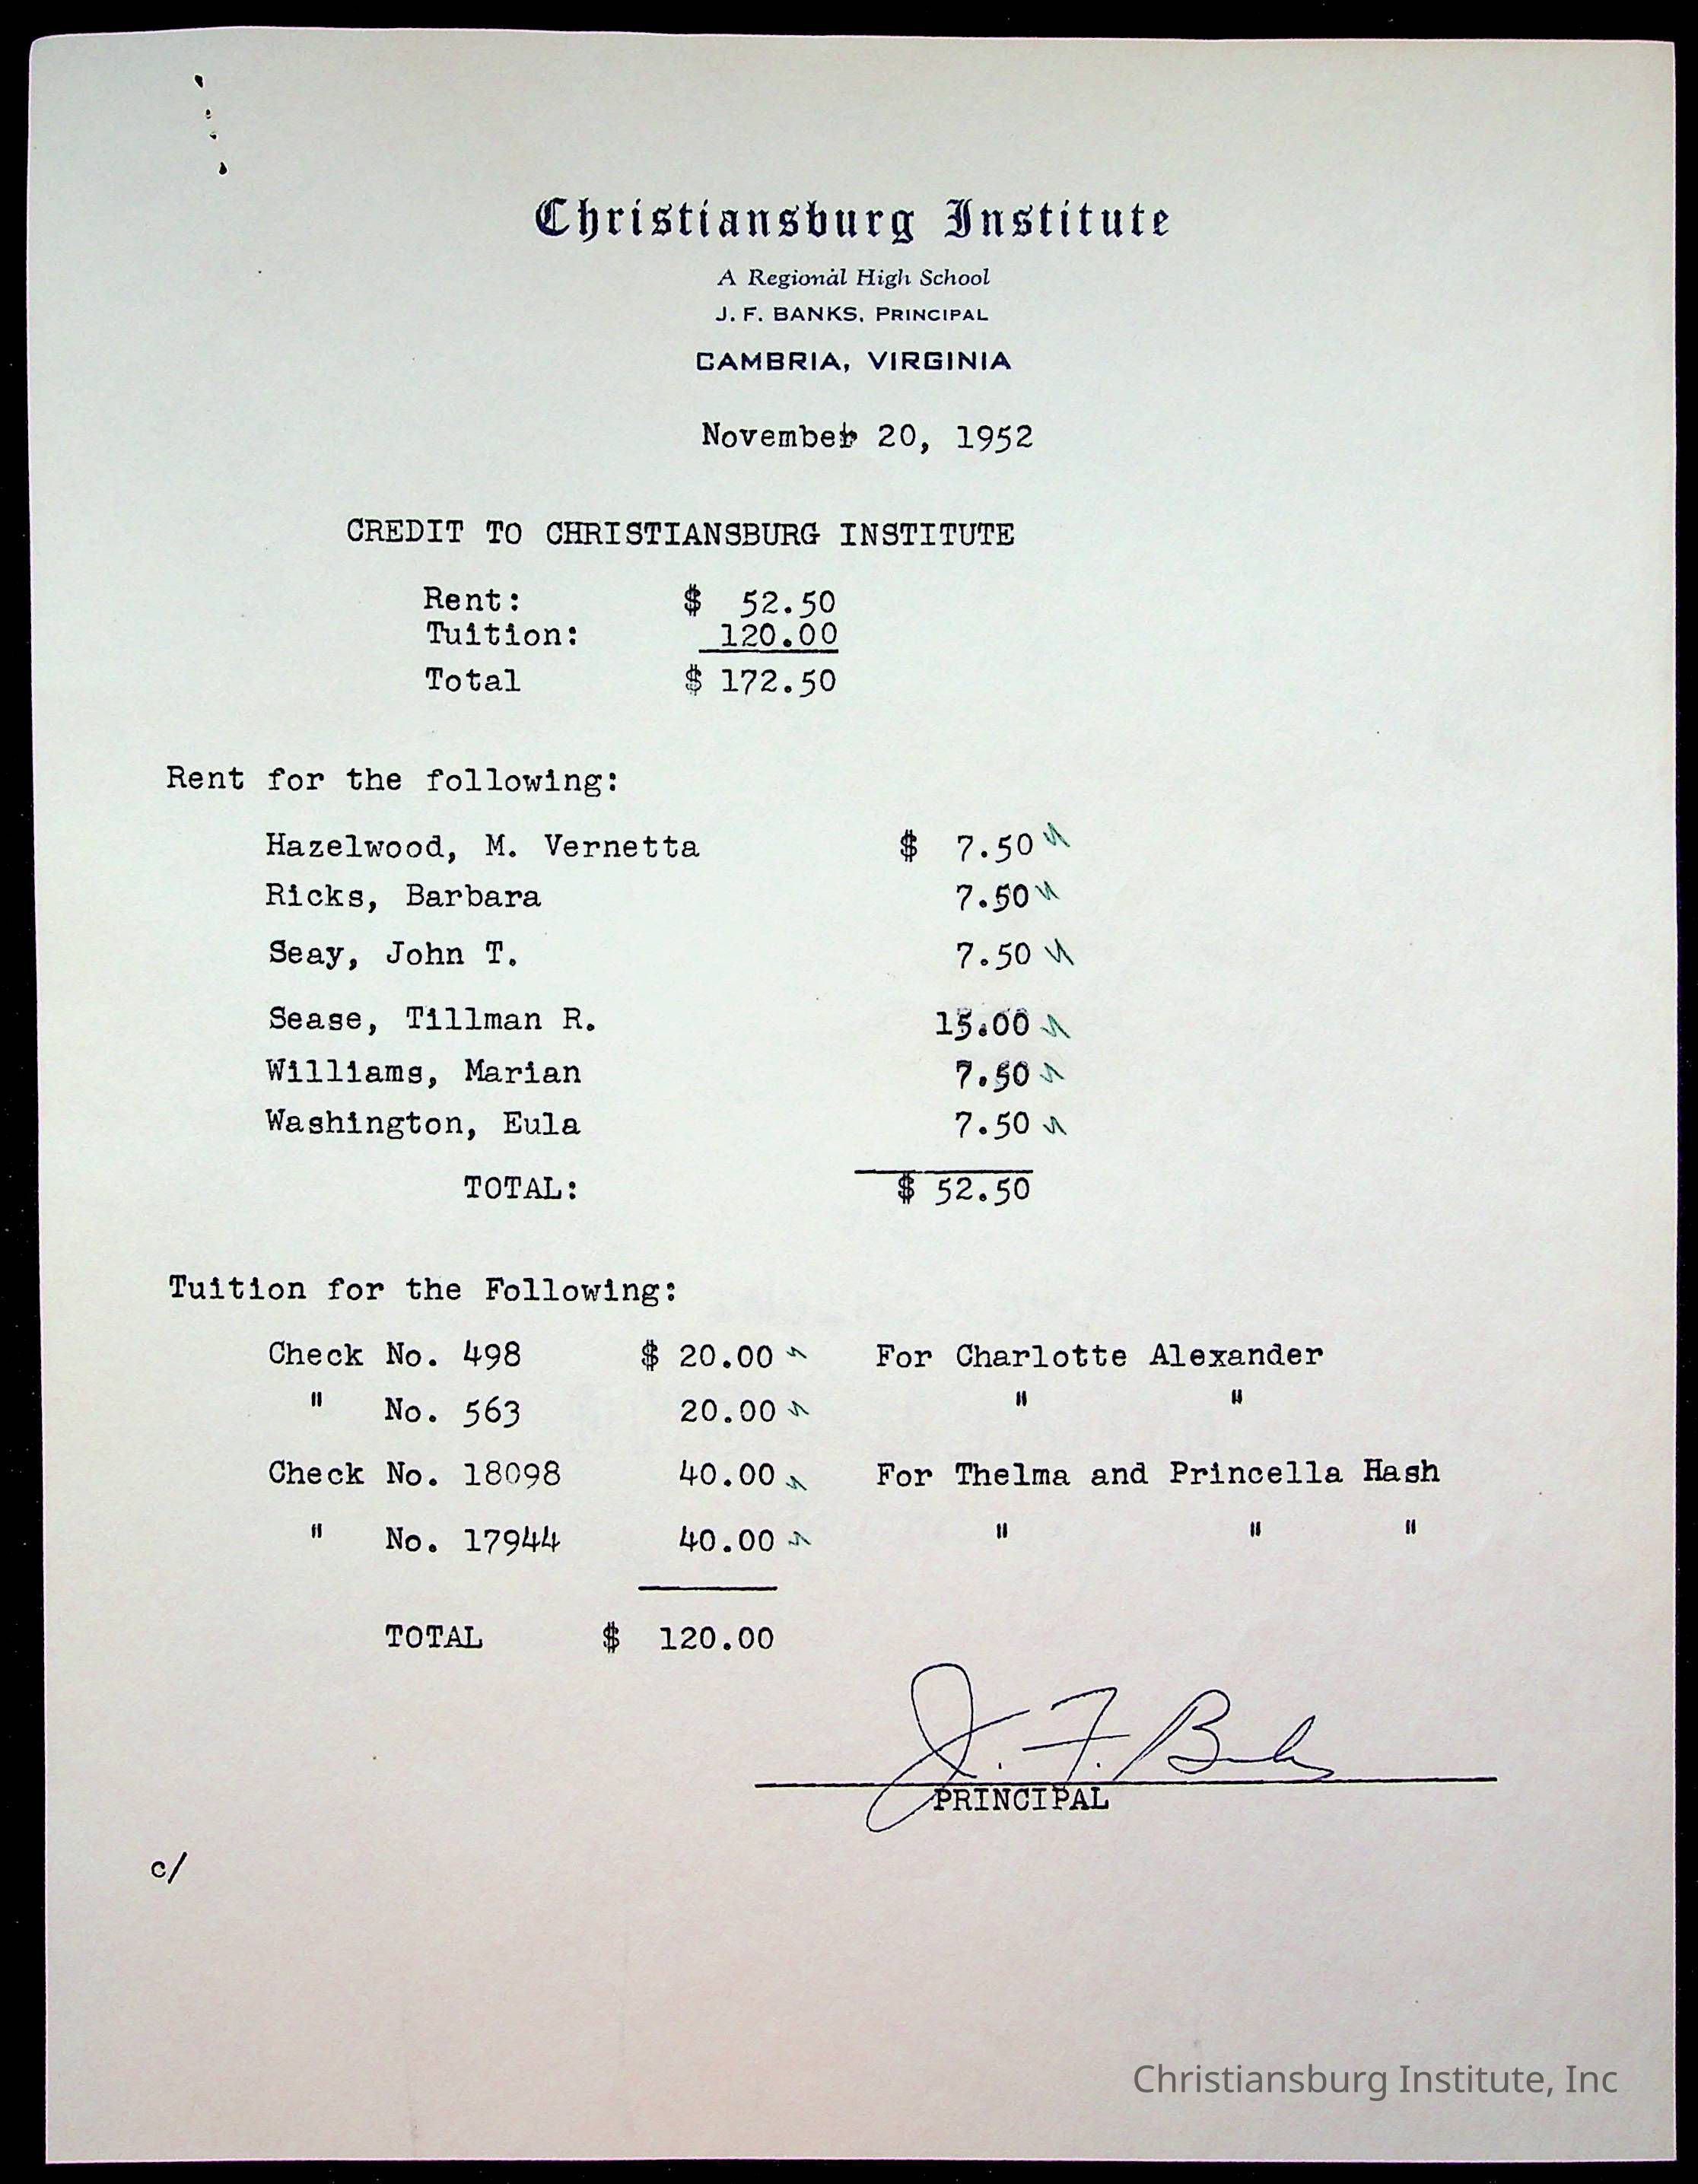 Christiansburg Institute
A Regional High School
J. F. BANKS, PRINCIPAL
CAMBRIA, VIRGINIA
November 20, 1952
CREDIT TO CHRISTIANSBURG INSTITUTE
Rent: $ 52.50
Tuition: 120.00
Total $ 172.50
Rent for the following:
Hazelwood, M. Vernetta $ 7.50
Ricks, Barbara 7.50
Seay, John T. 7.50
Sease, Tillman R. 15.00
Williams, Marian 7.50
Washington, Eula 7.50
TOTAL: $ 52.50
Tuition for the Following:
Check No. 498 $ 20.00 For Charlotte Alexander
" No. 563 20.00 " "
Check No. 18098 40.00 For Thelma and Princella Hash
" No. 17944 40.00 " " "
TOTAL $ 120.00
J. F. Banks
PRINCIPAL
c/
Christiansburg Institute, Inc